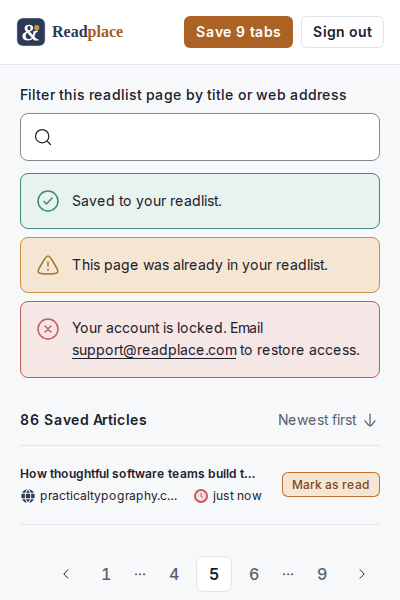 & Readplace
Save 9 tabs
Sign out
Filter this readlist page by title or web address
Saved to your readlist.
This page was already in your readlist.
Your account is locked. Email
support@readplace.com to restore access.
86 Saved Articles
Newest first
How thoughtful software teams build t...
practicaltypography.c...
just now
Mark as read
1 ... 4 5 6 ... 9